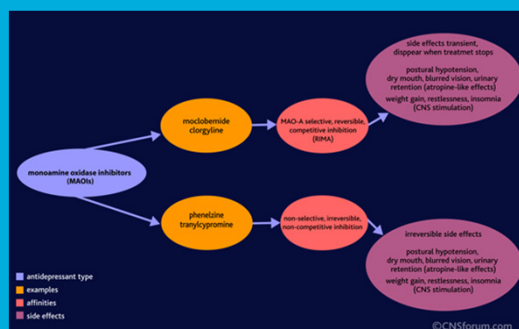 side effects transient,
disppear when treatmet stops
postural hypotension,
dry mouth, blurred vision, urinary
retention (atropine-like effects)
weight gain, restlessness, insomnia
(CNS stimulation)
moclobemide
clorgyline
MAO-A selective, reversible,
competitive inhibition
(RIMA)
monoamine oxidase inhibitors
(MAOIs)
phenelzine
tranylcypromine
non-selective, irreversible,
non-competitive inhibition
irreversible side effects
postural hypotension,
dry mouth, blurred vision, urinary
retention (atropine-like effects)
weight gain, restlessness, insomnia
(CNS stimulation)
antidepressant type
examples
affinities
side effects
©CNSforum.com